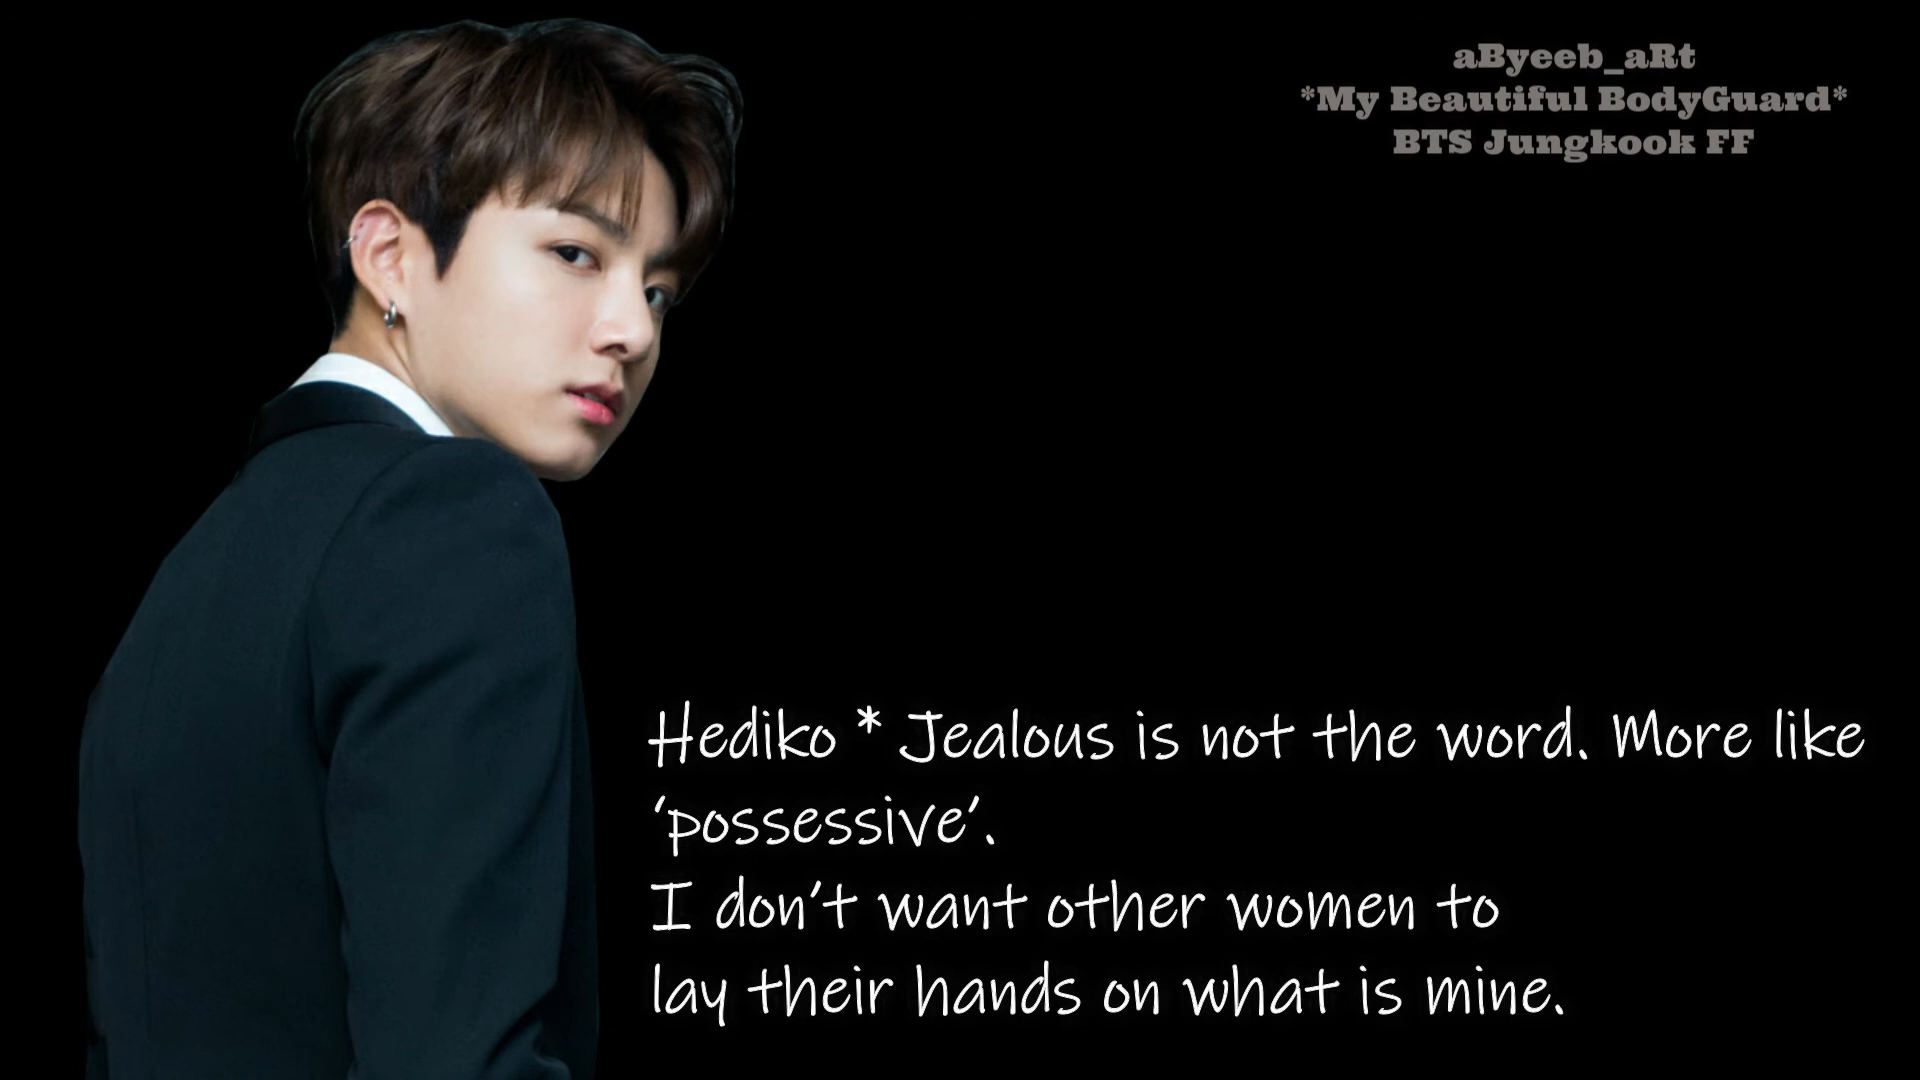 aByeeb_aRt
*My Beautiful BodyGuard*
BTS Jungkook FF
Hediko * Jealous is not the word. More like
‘possessive’.
I don’t want other women to
lay their hands on what is mine.